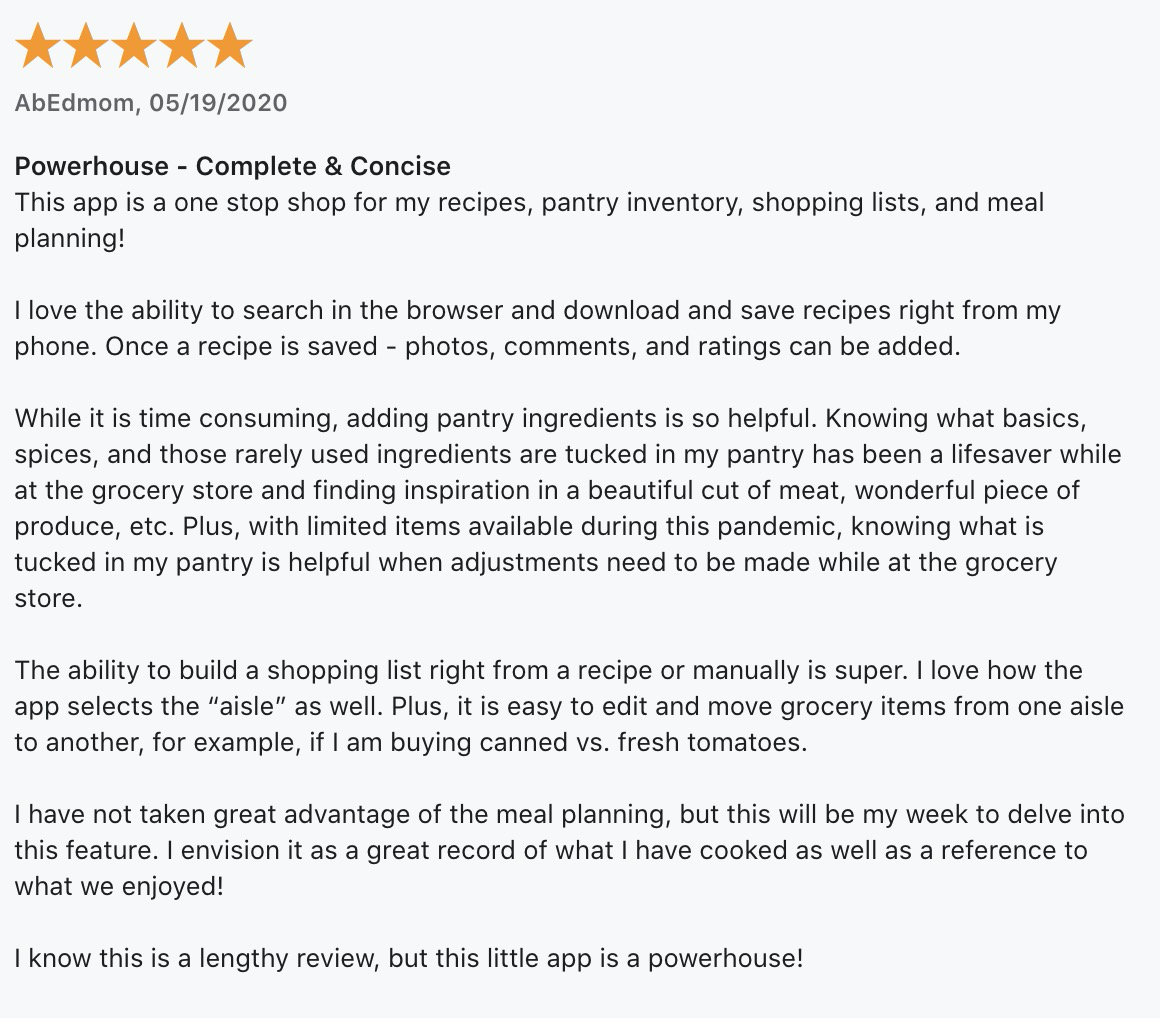 AbEdmom, 05/19/2020
Powerhouse - Complete & Concise
This app is a one stop shop for my recipes, pantry inventory, shopping lists, and meal
planning!
I love the ability to search in the browser and download and save recipes right from my
phone. Once a recipe is saved - photos, comments, and ratings can be added.
While it is time consuming, adding pantry ingredients is so helpful. Knowing what basics,
spices, and those rarely used ingredients are tucked in my pantry has been a lifesaver while
at the grocery store and finding inspiration in a beautiful cut of meat, wonderful piece of
produce, etc. Plus, with limited items available during this pandemic, knowing what is
tucked in my pantry is helpful when adjustments need to be made while at the grocery
store.
The ability to build a shopping list right from a recipe or manually is super. I love how the
app selects the “aisle” as well. Plus, it is easy to edit and move grocery items from one aisle
to another, for example, if I am buying canned vs. fresh tomatoes.
I have not taken great advantage of the meal planning, but this will be my week to delve into
this feature. I envision it as a great record of what I have cooked as well as a reference to
what we enjoyed!
I know this is a lengthy review, but this little app is a powerhouse!